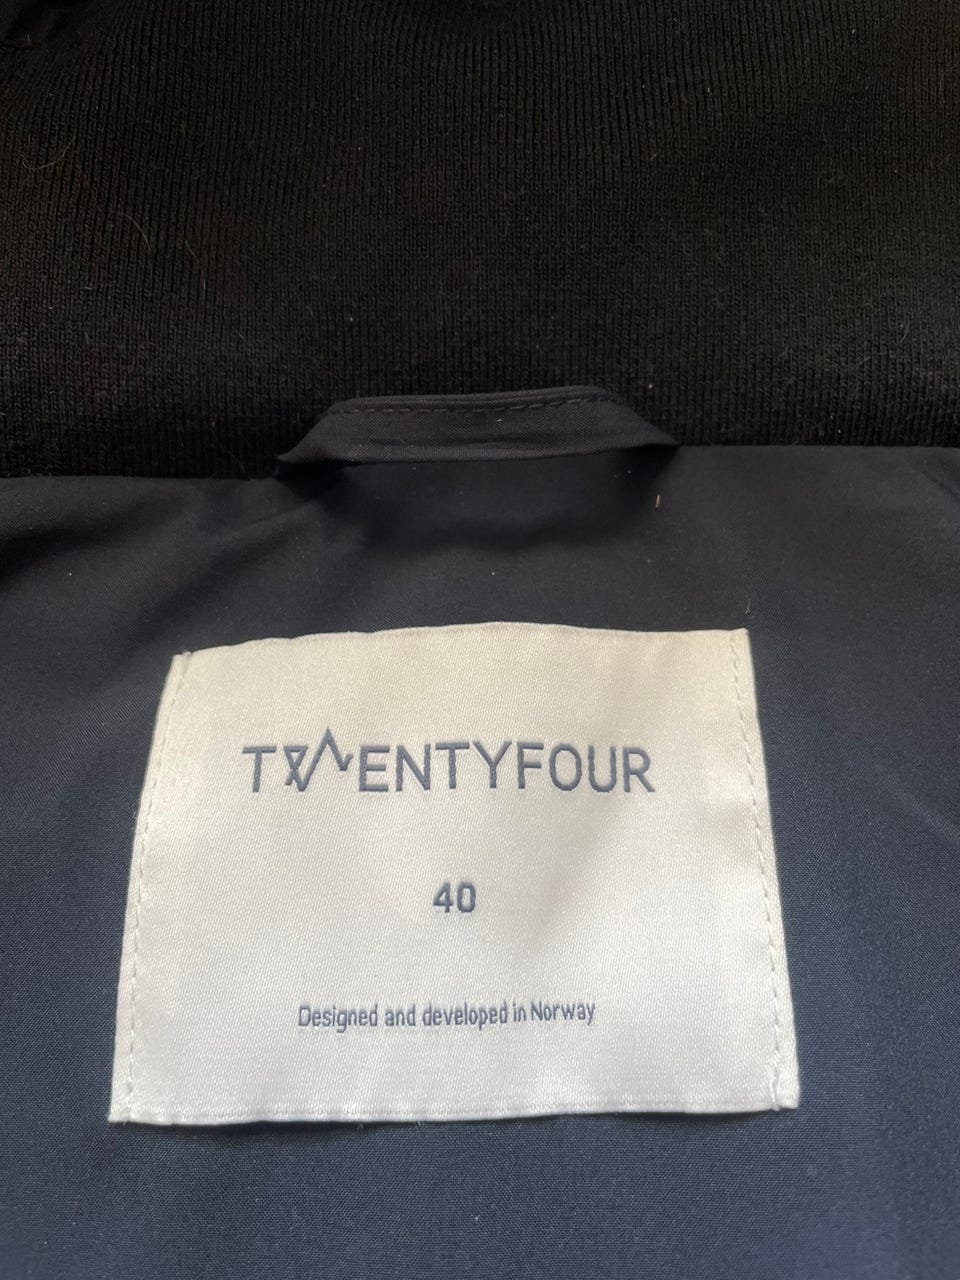 TWENTYFOUR
40
Designed and developed in Norway